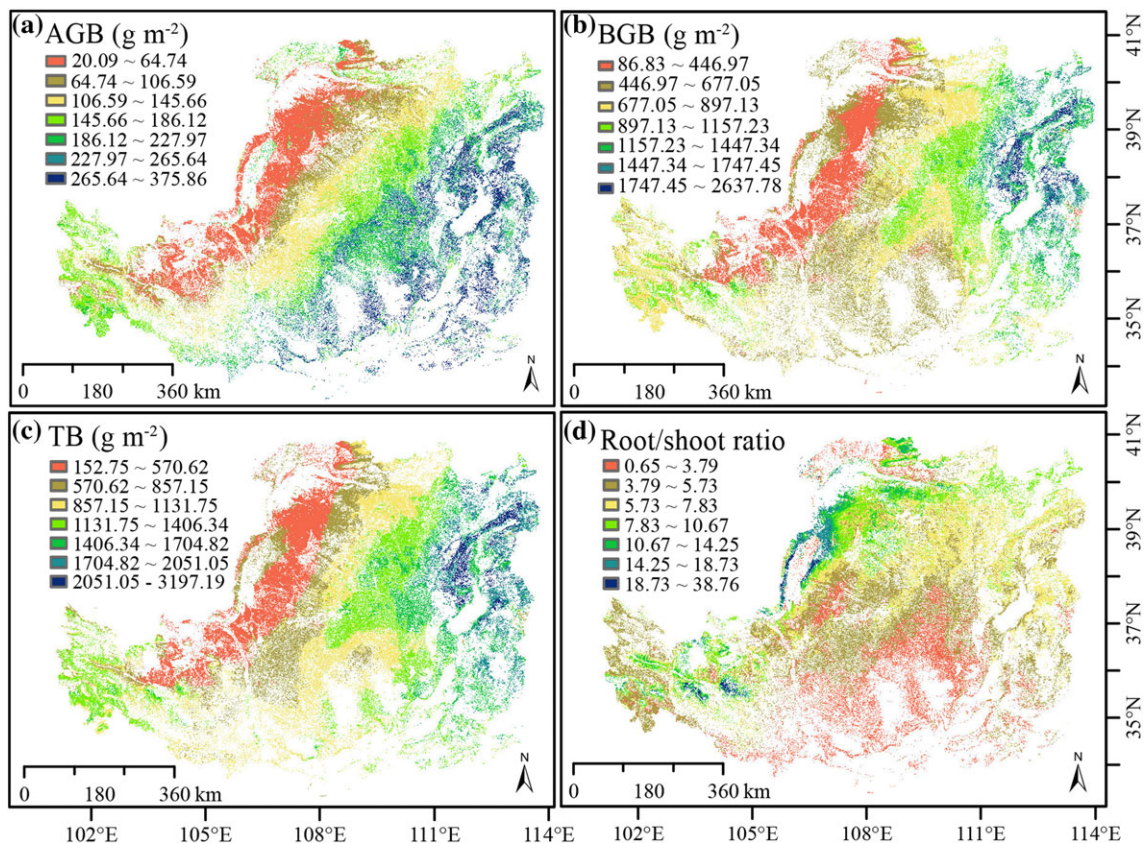 (a) AGB (g m⁻²)
20.09 ~ 64.74
64.74 ~ 106.59
106.59 ~ 145.66
145.66 ~ 186.12
186.12 ~ 227.97
227.97 ~ 265.64
265.64 ~ 375.86
0 180 360 km
N
(b) BGB (g m⁻²)
86.83 ~ 446.97
446.97 ~ 677.05
677.05 ~ 897.13
897.13 ~ 1157.23
1157.23 ~ 1447.34
1447.34 ~ 1747.45
1747.45 ~ 2637.78
0 180 360 km
N
41°N
39°N
37°N
35°N
(c) TB (g m⁻²)
152.75 ~ 570.62
570.62 ~ 857.15
857.15 ~ 1131.75
1131.75 ~ 1406.34
1406.34 ~ 1704.82
1704.82 ~ 2051.05
2051.05 - 3197.19
0 180 360 km
N
(d) Root/shoot ratio
0.65 ~ 3.79
3.79 ~ 5.73
5.73 ~ 7.83
7.83 ~ 10.67
10.67 ~ 14.25
14.25 ~ 18.73
18.73 ~ 38.76
0 180 360 km
N
41°N
39°N
37°N
35°N
102°E 105°E 108°E 111°E 114°E
102°E 105°E 108°E 111°E 114°E